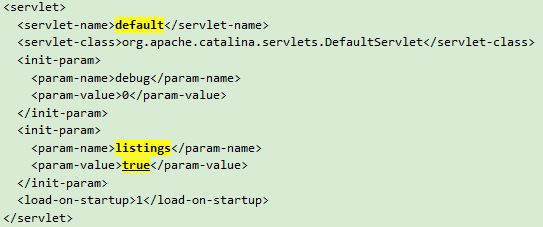 <servlet>
<servlet-name>default</servlet-name>
<servlet-class>org.apache.catalina.servlets.DefaultServlet</servlet-class>
<init-param>
<param-name>debug</param-name>
<param-value>0</param-value>
</init-param>
<init-param>
<param-name>listings</param-name>
<param-value>true</param-value>
</init-param>
<load-on-startup>1</load-on-startup>
</servlet>